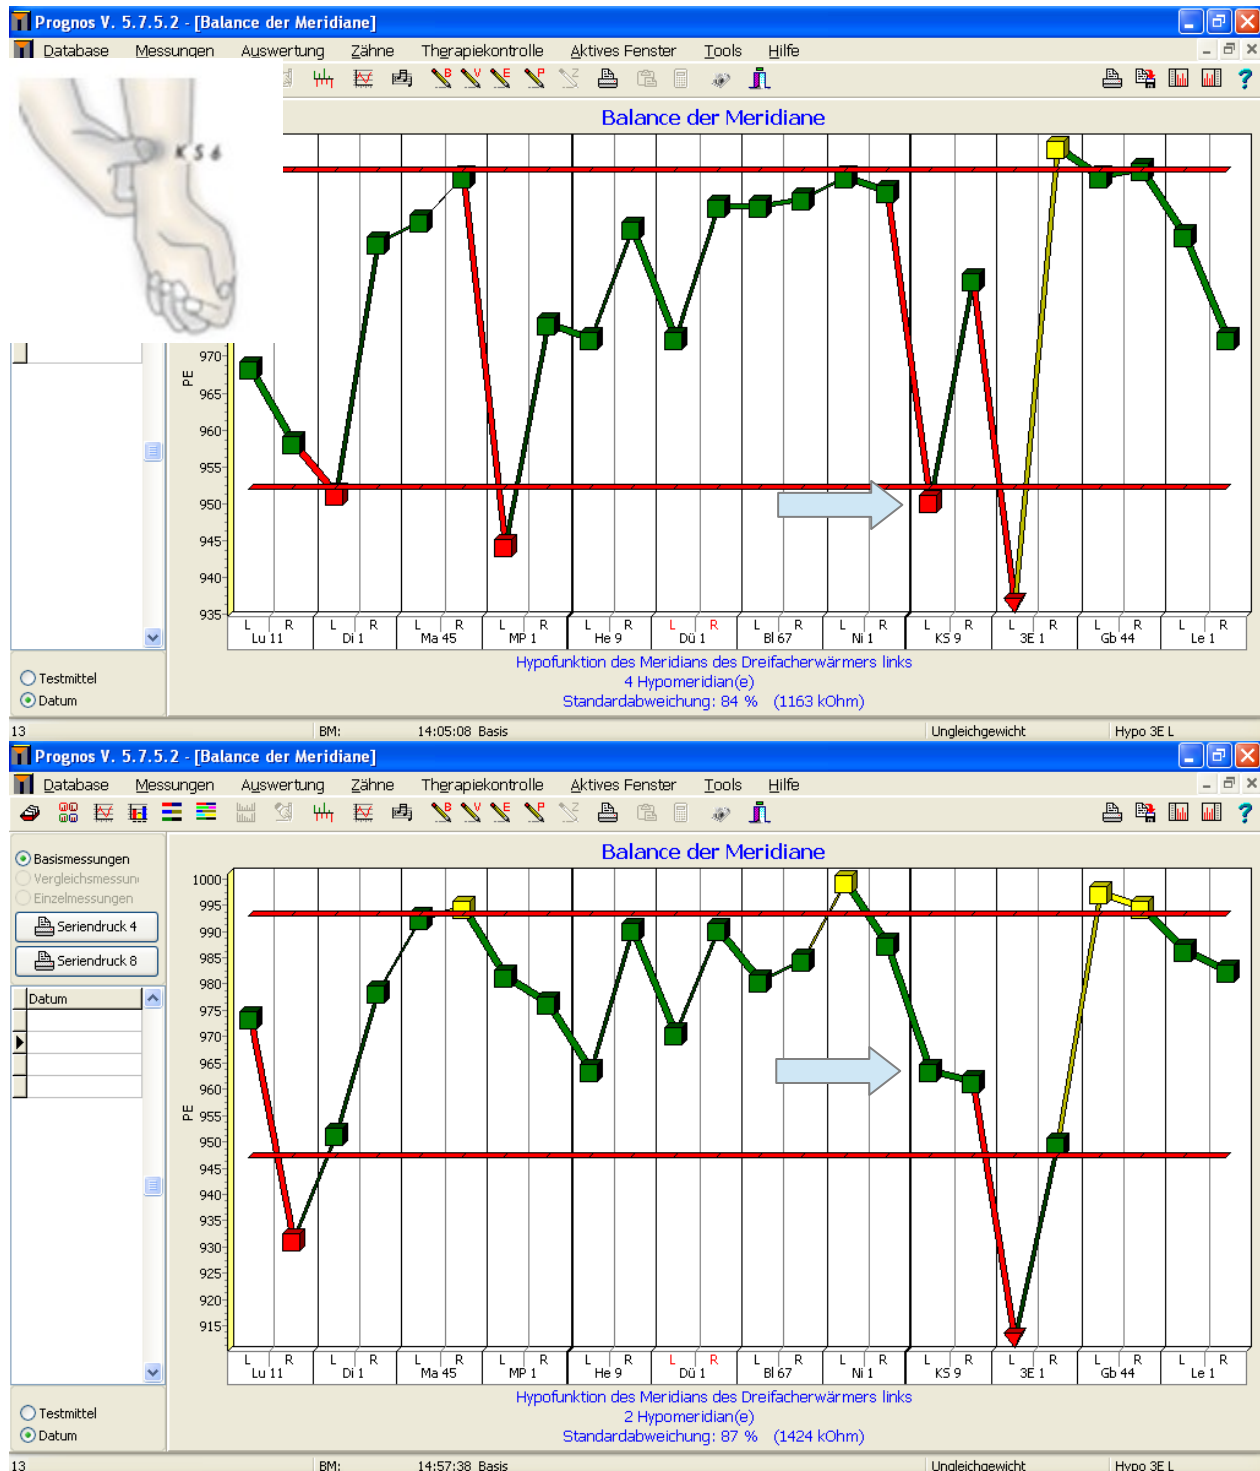 Prognos V. 5.7.5.2 - [Balance der Meridiane]
Database Messungen Auswertung Zähne Therapiekontrolle Aktives Fenster Tools Hilfe
KS6
Balance der Meridiane
970
965
960
955
950
945
940
935
PE
L R L R L R L R L R L R L R L R L R L R L R L R
Lu 11 Di 1 Ma 45 MP 1 He 9 Dü 1 Bl 67 Ni 1 KS 9 3E 1 Gb 44 Le 1
Hypofunktion des Meridians des Dreifacherwärmers links
4 Hypomeridian(e)
Standardabweichung: 84 % (1163 kOhm)
Testmittel
Datum
13 BM: 14:05:08 Basis Ungleichgewicht Hypo 3E L
Prognos V. 5.7.5.2 - [Balance der Meridiane]
Database Messungen Auswertung Zähne Therapiekontrolle Aktives Fenster Tools Hilfe
Basismessungen
Vergleichsmessun
Einzelmessungen
Seriendruck 4
Seriendruck 8
Datum
Balance der Meridiane
1000
995
990
985
980
975
970
965
960
955
950
945
940
935
930
925
920
915
PE
L R L R L R L R L R L R L R L R L R L R L R L R
Lu 11 Di 1 Ma 45 MP 1 He 9 Dü 1 Bl 67 Ni 1 KS 9 3E 1 Gb 44 Le 1
Hypofunktion des Meridians des Dreifacherwärmers links
2 Hypomeridian(e)
Standardabweichung: 87 % (1424 kOhm)
Testmittel
Datum
13 BM: 14:57:38 Basis Ungleichgewicht Hypo 3E L